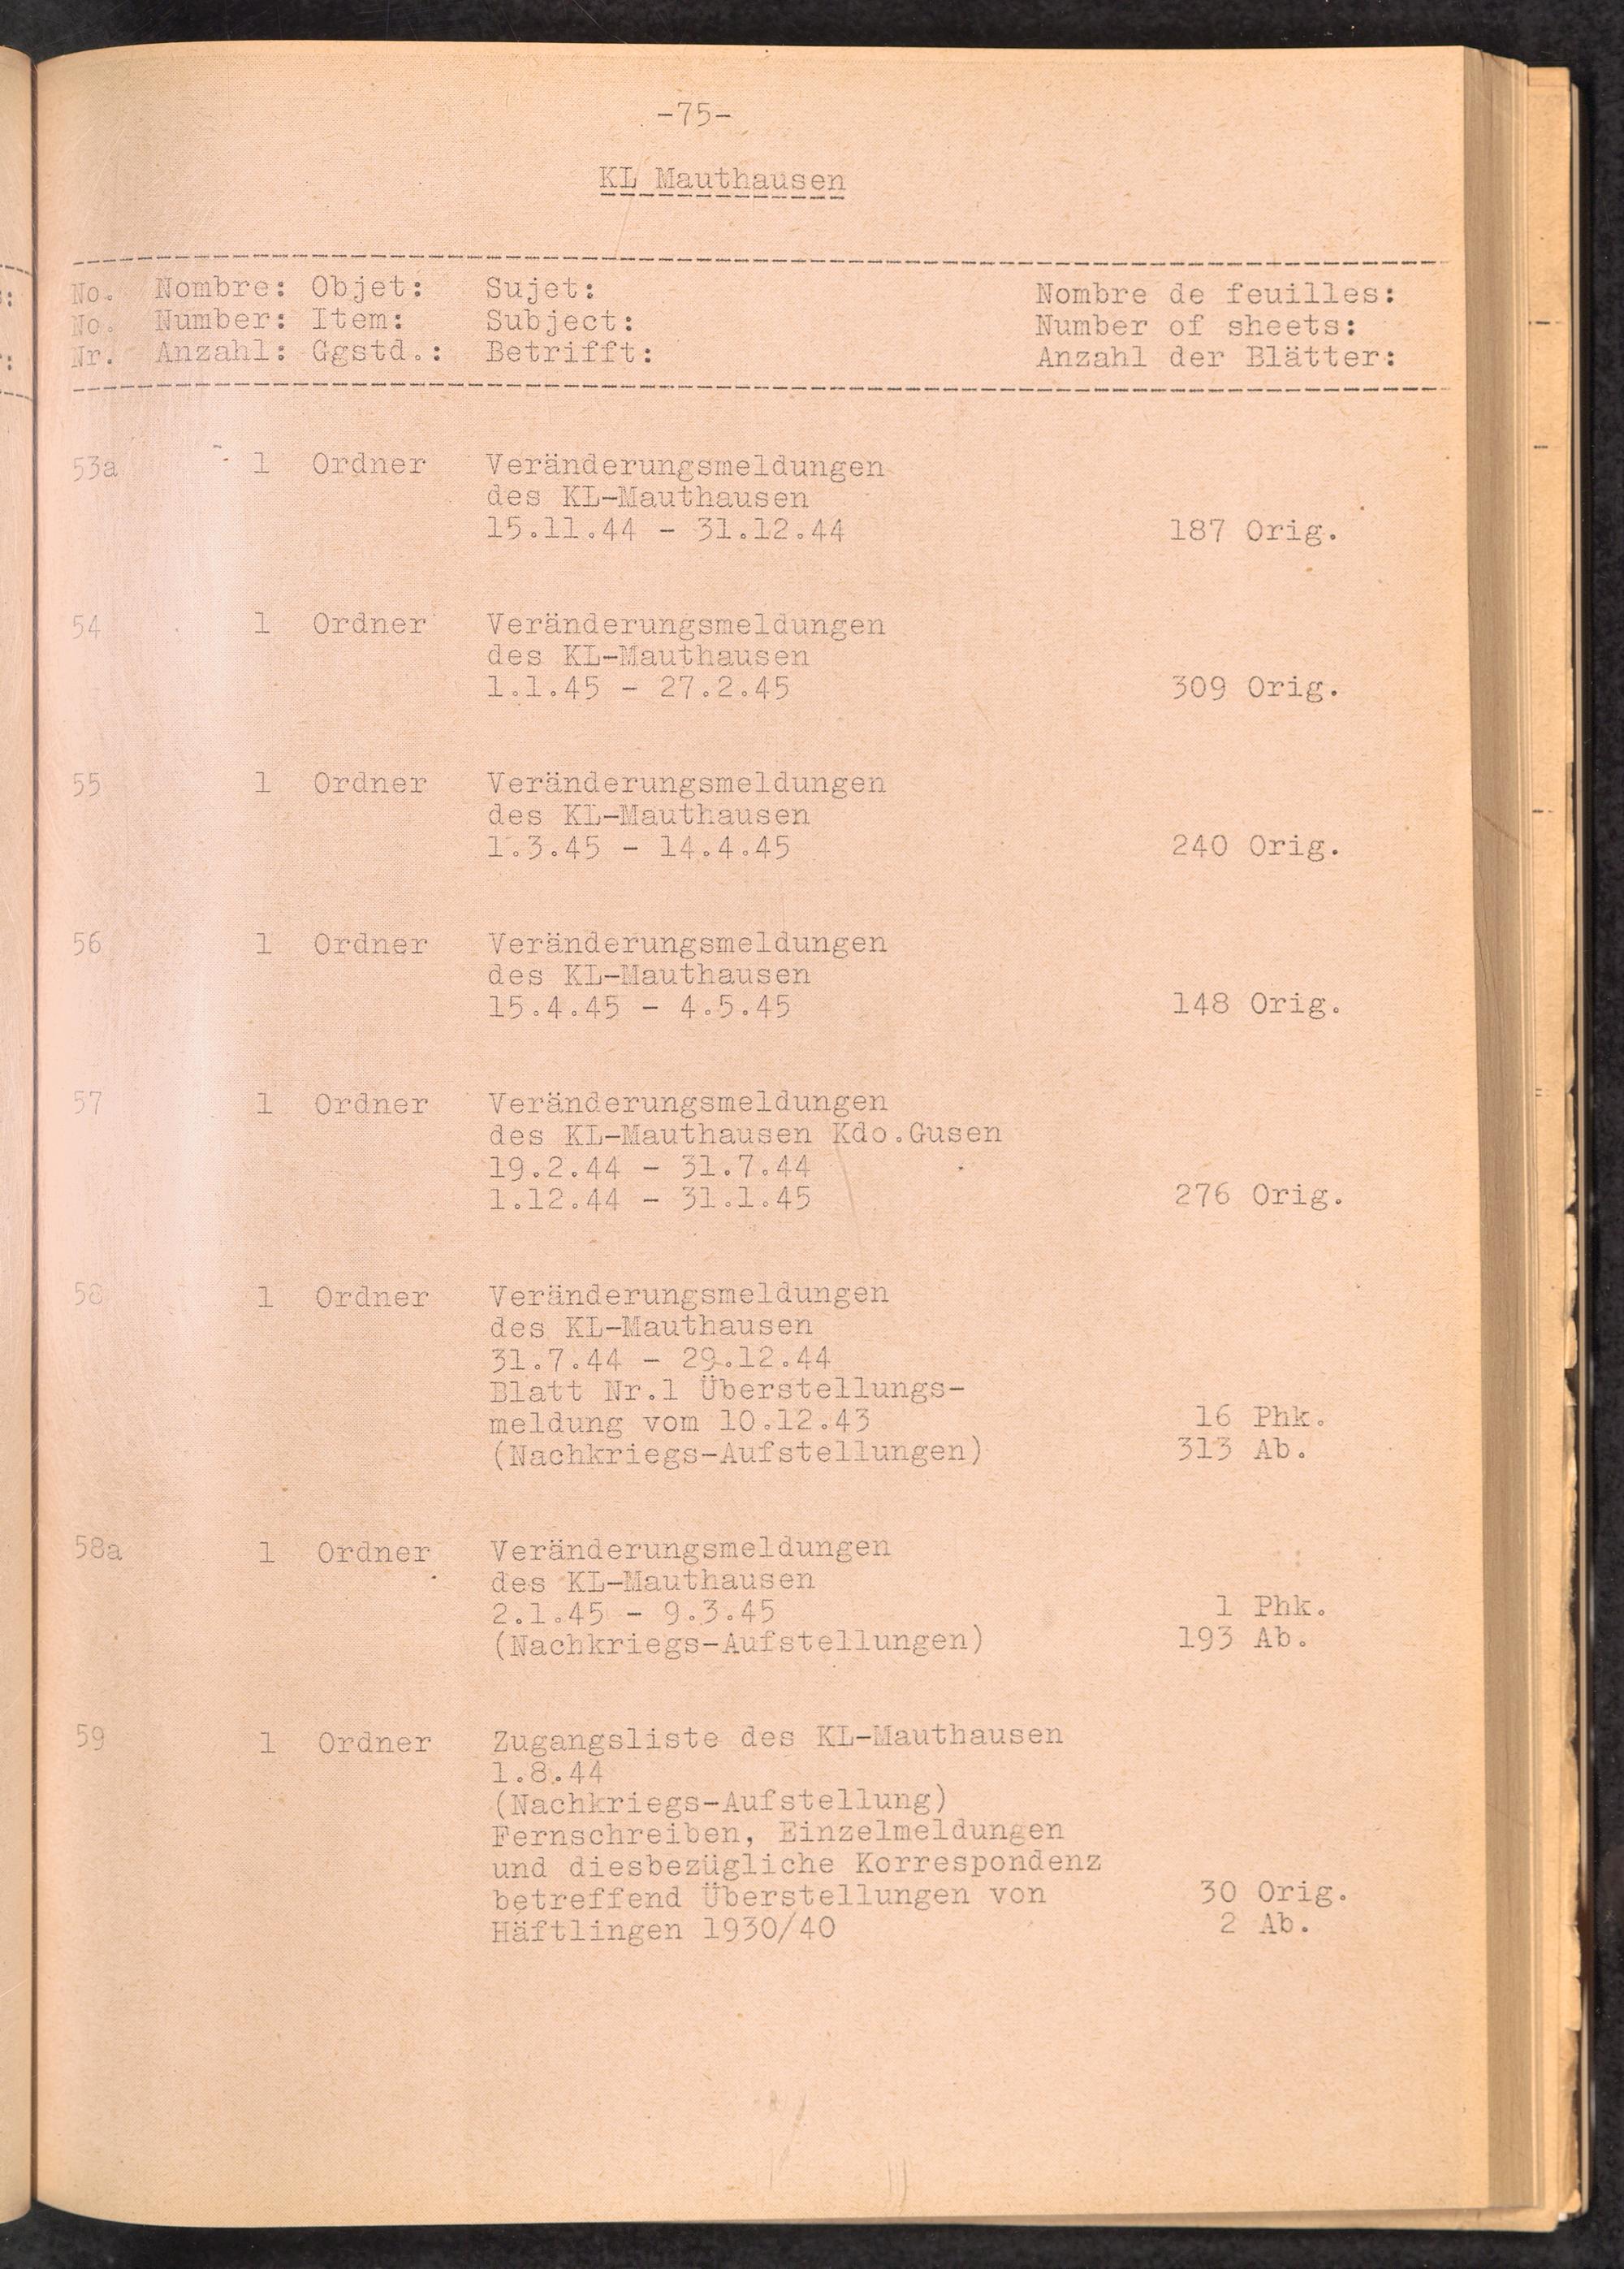 -75-
KL Mauthausen
No. Nombre: Objet: Sujet: Nombre de feuilles:
No. Number: Item: Subject: Number of sheets:
Nr. Anzahl: Ggstd.: Betrifft: Anzahl der Blätter:
53a 1 Ordner Veränderungsmeldungen
des KL-Mauthausen
15.11.44 - 31.12.44 187 Orig.
54 1 Ordner Veränderungsmeldungen
des KL-Mauthausen
1.1.45 - 27.2.45 309 Orig.
55 1 Ordner Veränderungsmeldungen
des KL-Mauthausen
1.3.45 - 14.4.45 240 Orig.
56 1 Ordner Veränderungsmeldungen
des KL-Mauthausen
15.4.45 - 4.5.45 148 Orig.
57 1 Ordner Veränderungsmeldungen
des KL-Mauthausen Kdo.Gusen
19.2.44 - 31.7.44
1.12.44 - 31.1.45 276 Orig.
58 1 Ordner Veränderungsmeldungen
des KL-Mauthausen
31.7.44 - 29.12.44
Blatt Nr.1 Überstellungs-
meldung vom 10.12.43 16 Phk.
(Nachkriegs-Aufstellungen) 313 Ab.
58a 1 Ordner Veränderungsmeldungen
des KL-Mauthausen
2.1.45 - 9.3.45 1 Phk.
(Nachkriegs-Aufstellungen) 193 Ab.
59 1 Ordner Zugangsliste des KL-Mauthausen
1.8.44
(Nachkriegs-Aufstellung)
Fernschreiben, Einzelmeldungen
und diesbezügliche Korrespondenz
betreffend Überstellungen von 30 Orig.
Häftlingen 1930/40 2 Ab.